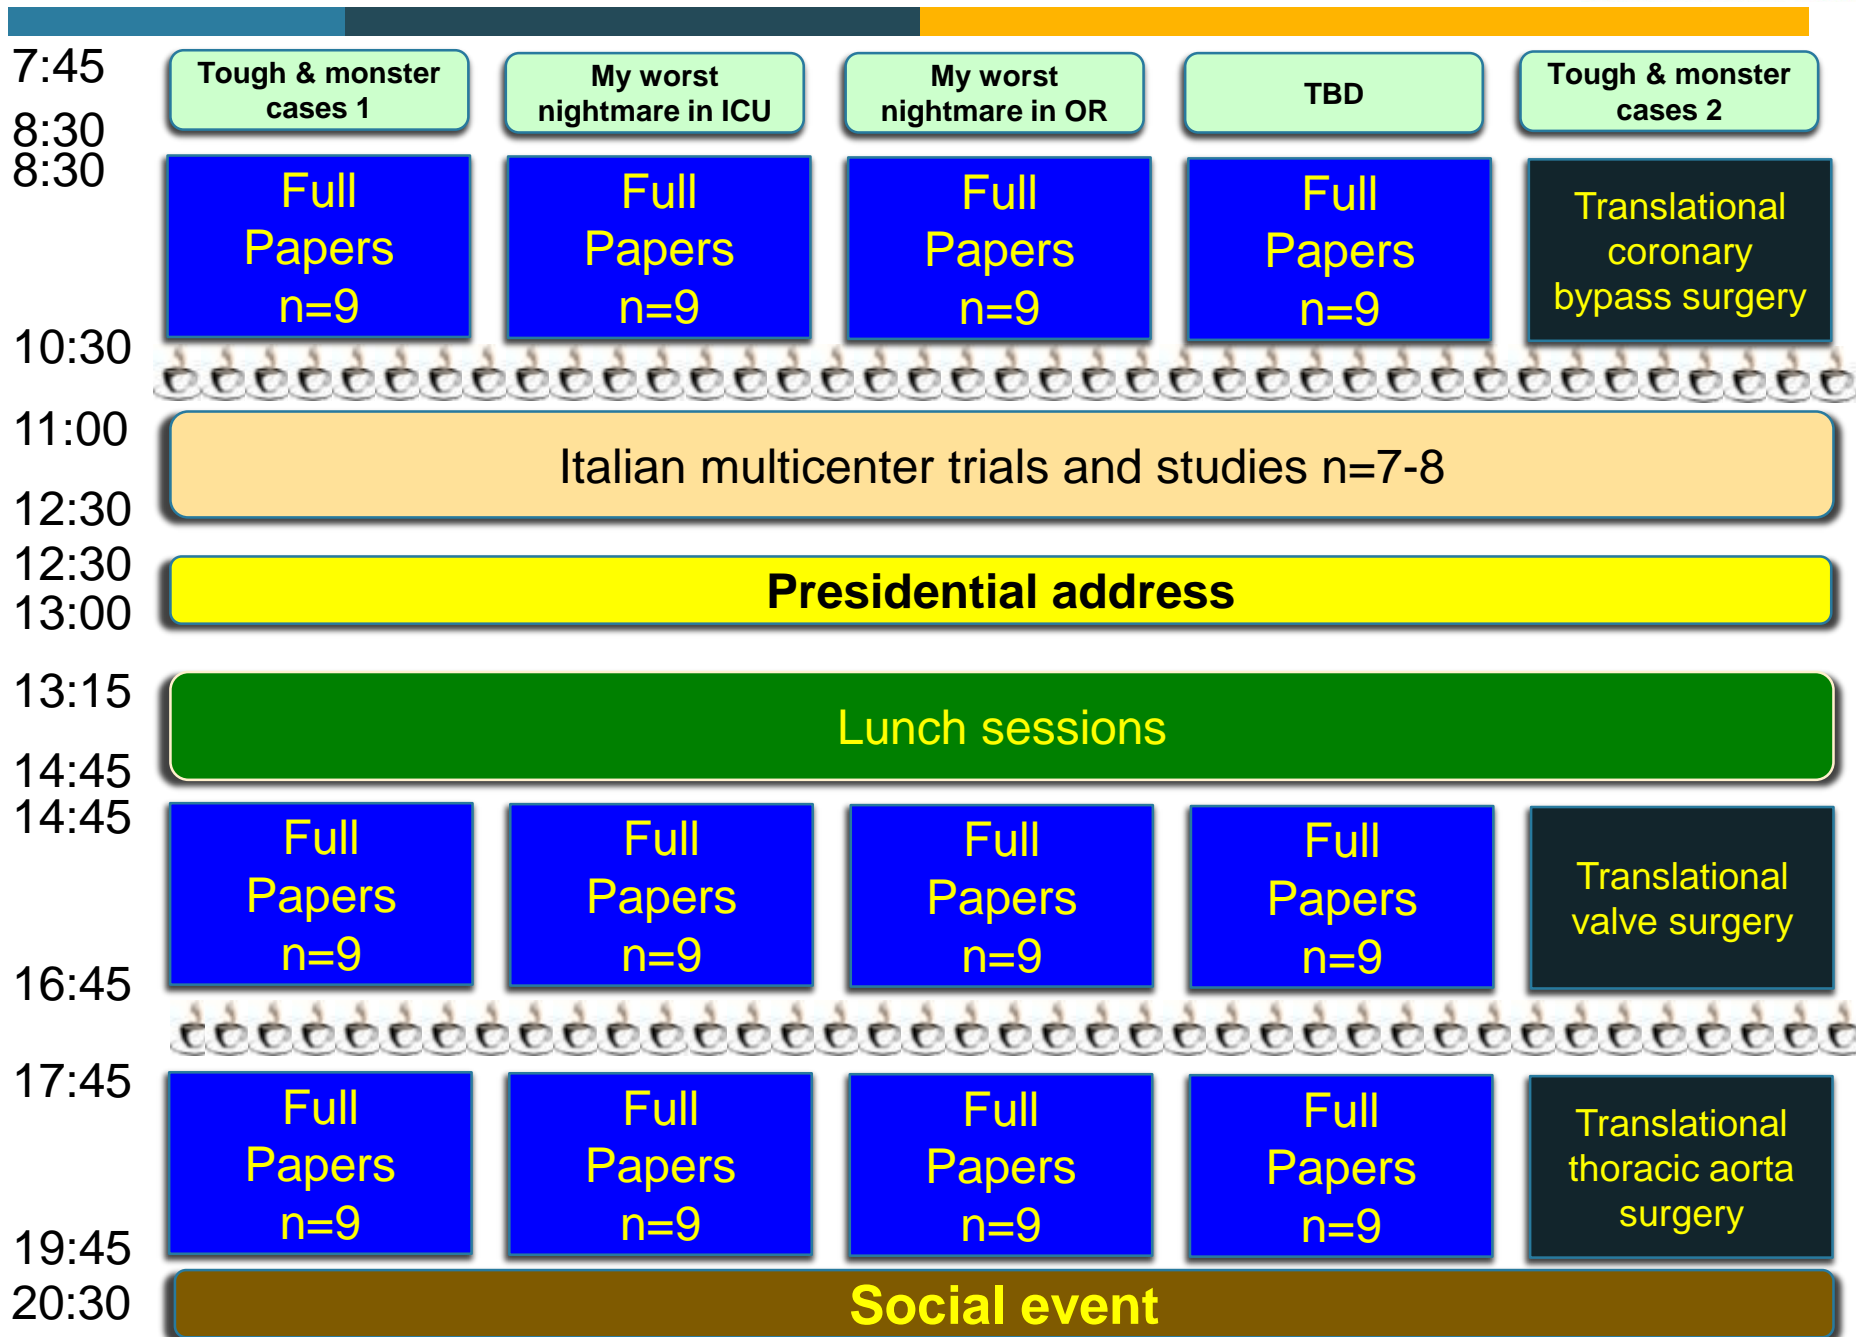 7:45
Tough & monster
cases 1
My worst
nightmare in ICU
My worst
nightmare in OR
TBD
Tough & monster
cases 2
8:30
8:30
Full
Papers
n=9
Full
Papers
n=9
Full
Papers
n=9
Full
Papers
n=9
Translational
coronary
bypass surgery
10:30
11:00
Italian multicenter trials and studies n=7-8
12:30
12:30
Presidential address
13:00
13:15
Lunch sessions
14:45
14:45
Full
Papers
n=9
Full
Papers
n=9
Full
Papers
n=9
Full
Papers
n=9
Translational
valve surgery
16:45
17:45
Full
Papers
n=9
Full
Papers
n=9
Full
Papers
n=9
Full
Papers
n=9
Translational
thoracic aorta
surgery
19:45
20:30
Social event